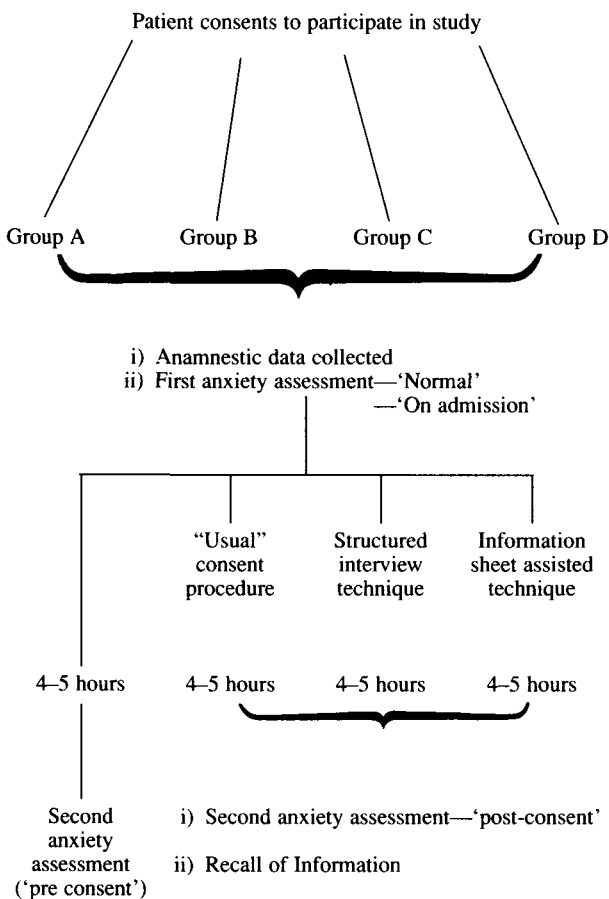 Patient consents to participate in study
Group A Group B Group C Group D
i) Anamnestic data collected
ii) First anxiety assessment—‘Normal’
—‘On admission’
“Usual” consent procedure
Structured interview technique
Information sheet assisted technique
4–5 hours 4–5 hours 4–5 hours 4–5 hours
Second
anxiety
assessment
(‘pre consent’)
i) Second anxiety assessment—‘post-consent’
ii) Recall of Information